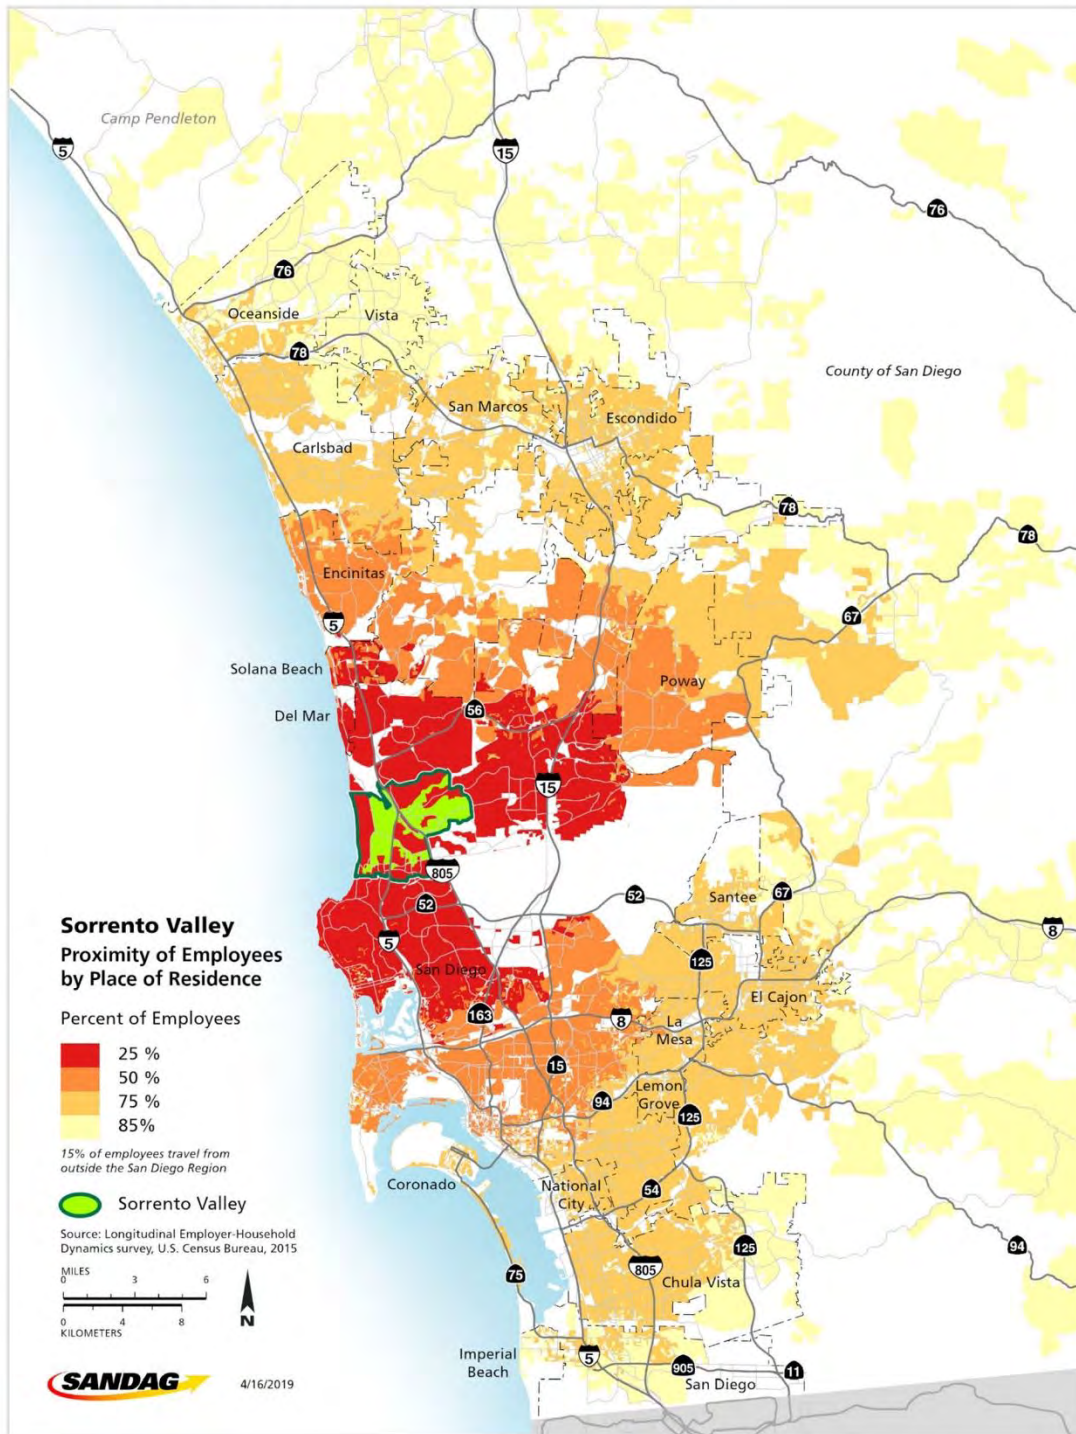 Camp Pendleton
5
15
76
76
Oceanside
Vista
78
County of San Diego
San Marcos
Escondido
Carlsbad
78
78
Encinitas
67
5
Solana Beach
Poway
Del Mar
56
15
805
52
52
Santee
67
8
5
125
San Diego
El Cajon
163
8
La
Mesa
15
94
Lemon
Grove
125
Coronado
National
City
54
125
94
75
805
Chula Vista
Imperial
Beach
5
905
San Diego
11
Sorrento Valley
Proximity of Employees
by Place of Residence
Percent of Employees
25 %
50 %
75 %
85%
15% of employees travel from
outside the San Diego Region
Sorrento Valley
Source: Longitudinal Employer-Household
Dynamics survey, U.S. Census Bureau, 2015
MILES
0 3 6
0 4 8
KILOMETERS
N
SANDAG
4/16/2019